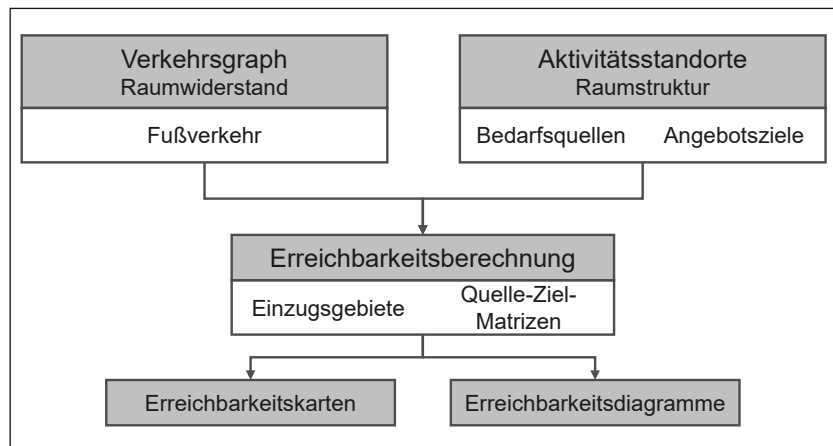 Verkehrsgraph
Raumwiderstand
Fußverkehr
Aktivitätsstandorte
Raumstruktur
Bedarfsquellen
Angebotsziele
Erreichbarkeitsberechnung
Einzugsgebiete
Quelle-Ziel-
Matrizen
Erreichbarkeitskarten
Erreichbarkeitsdiagramme